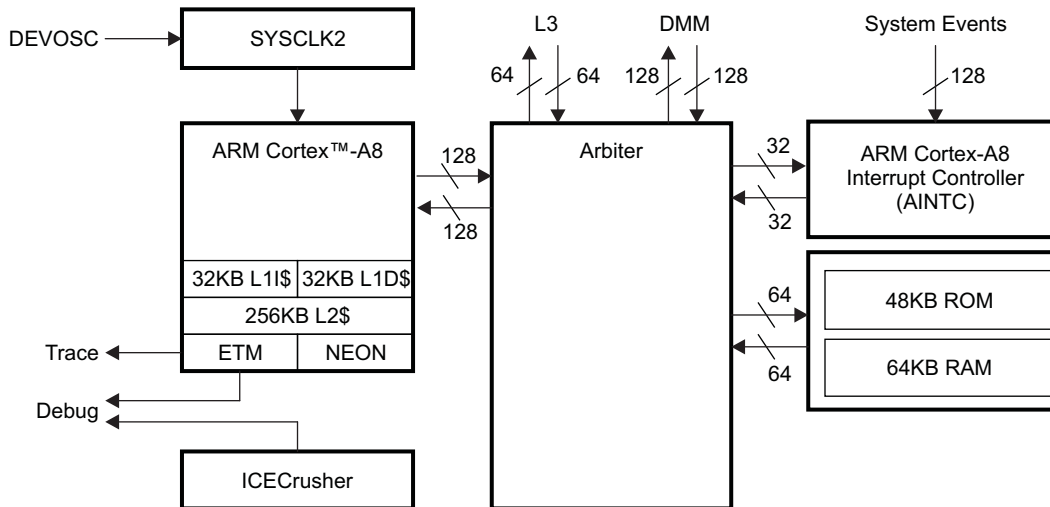 DEVOSC
SYSCLK2
L3
DMM
System Events
64
64
128
128
128
ARM Cortex™-A8
Arbiter
ARM Cortex-A8
Interrupt Controller
(AINTC)
128
128
32
32
32KB L1I$
32KB L1D$
256KB L2$
ETM
NEON
64
64
48KB ROM
64KB RAM
Trace
Debug
ICECrusher